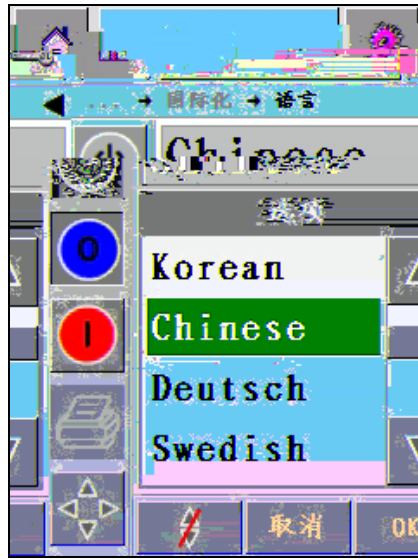 ... → 国际化 → 语言
Chinese
O
Korean
I
Chinese
Deutsch
Swedish
取消
OK